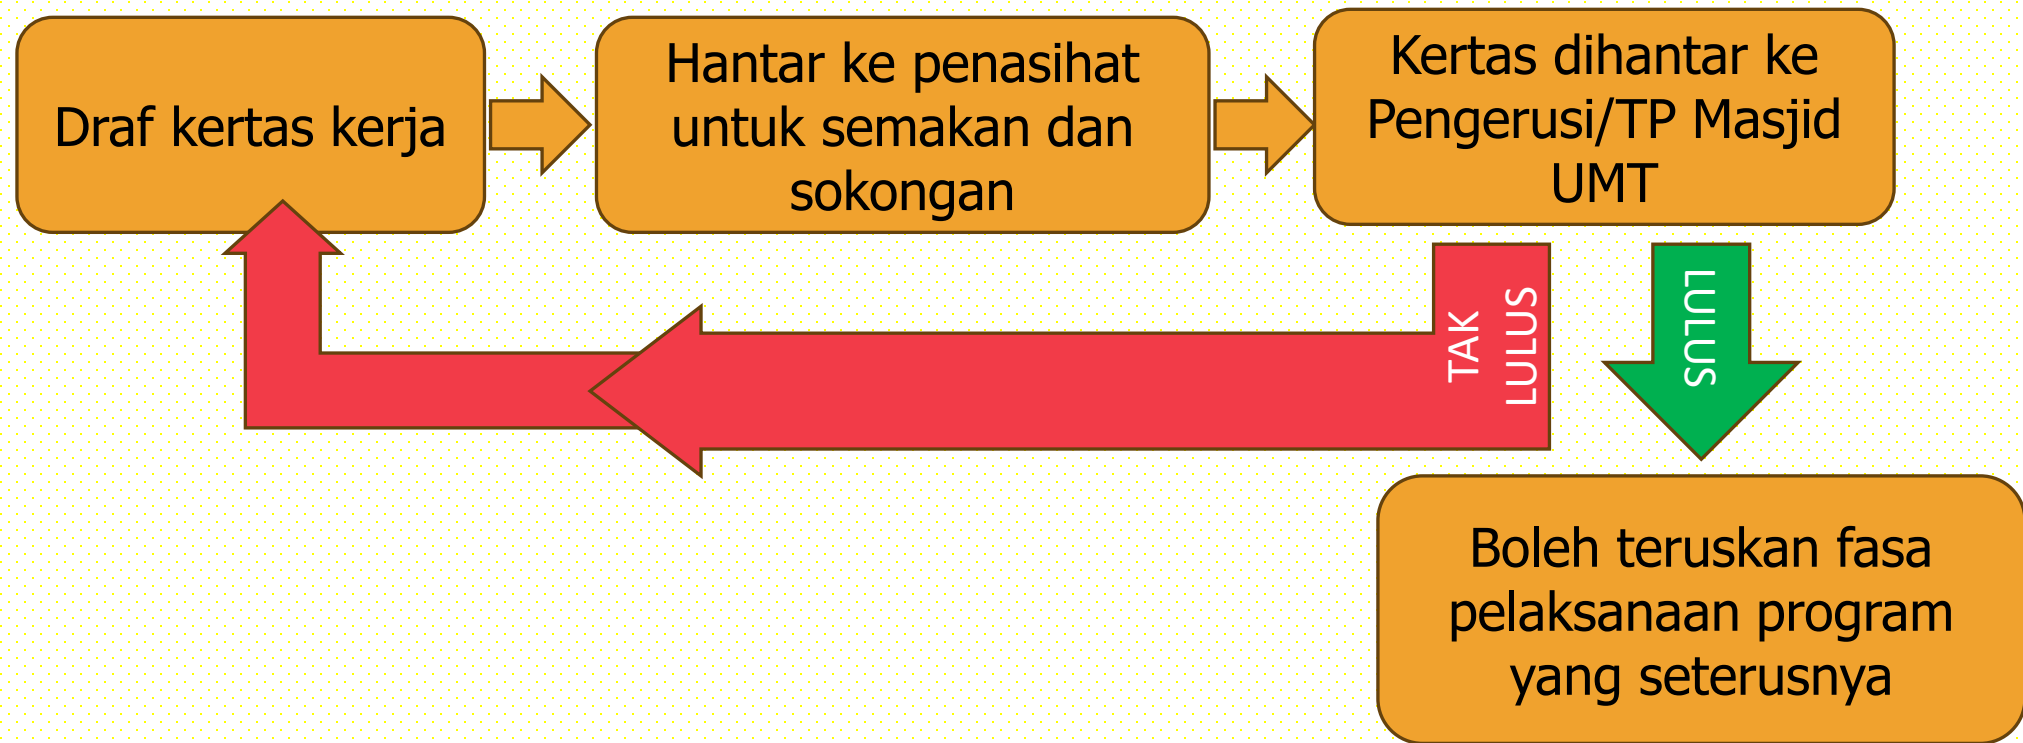 Draf kertas kerja
Hantar ke penasihat
untuk semakan dan
sokongan
Kertas dihantar ke
Pengerusi/TP Masjid
UMT
TAK
LULUS
LULUS
Boleh teruskan fasa
pelaksanaan program
yang seterusnya